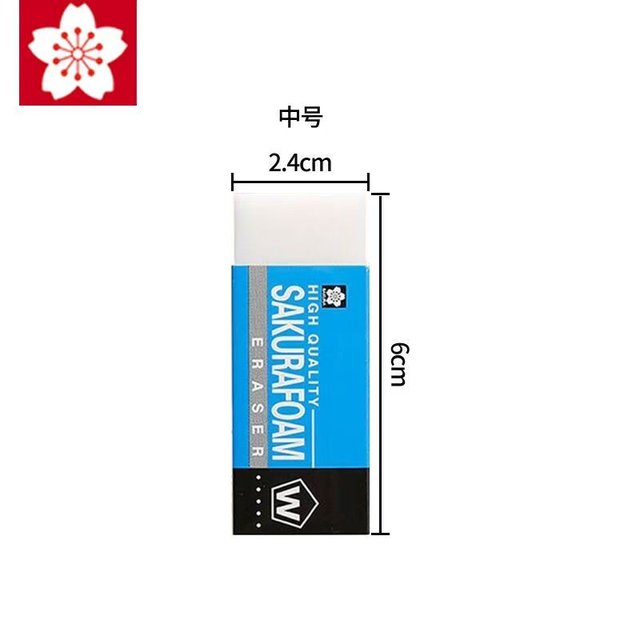 中号
2.4cm
6cm
HIGH QUALITY
SAKURAFOAM
ERASER
W